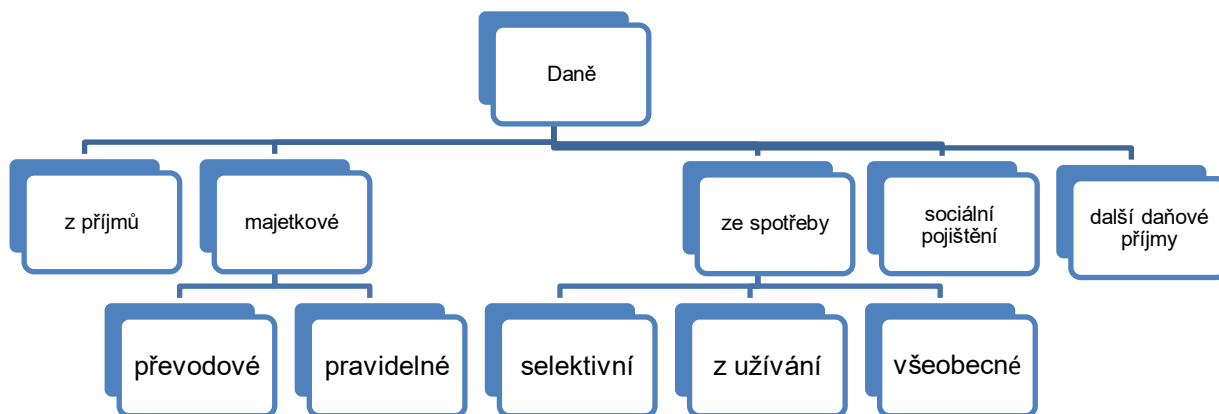 Daně
z příjmů
majetkové
ze spotřeby
sociální
pojištění
další daňové
příjmy
převodové
pravidelné
selektivní
z užívání
všeobecné